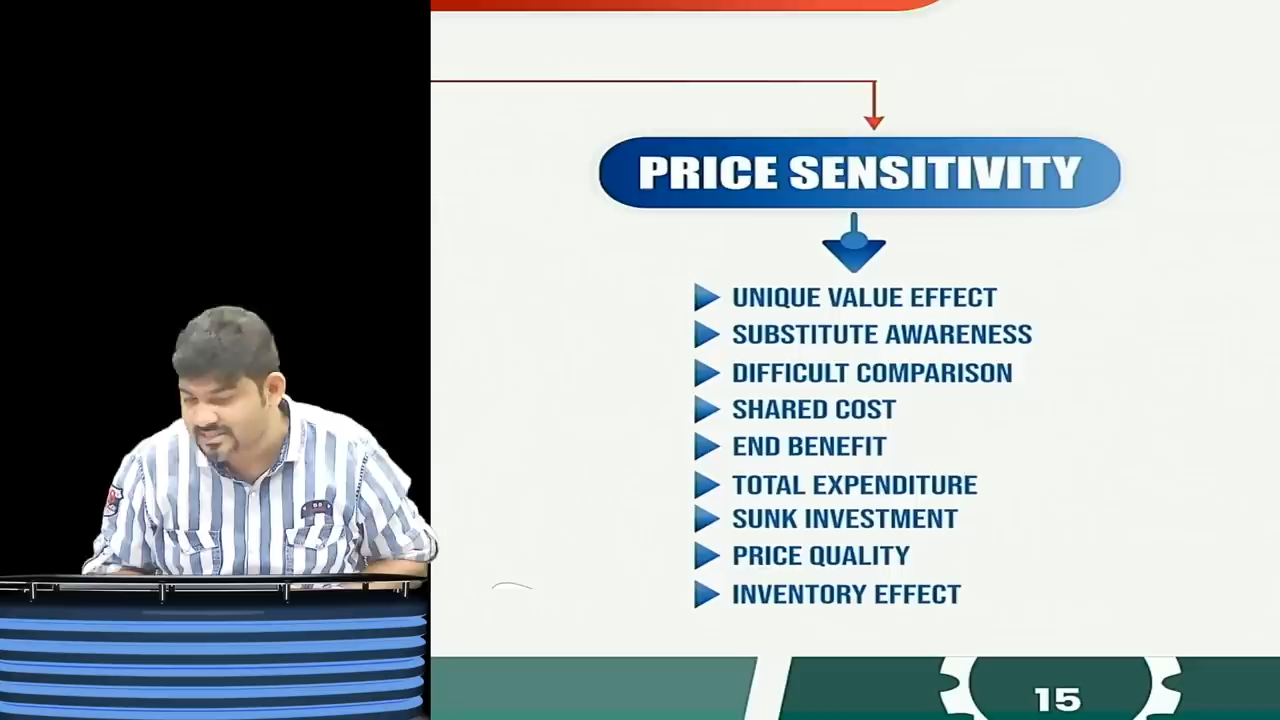 PRICE SENSITIVITY
UNIQUE VALUE EFFECT
SUBSTITUTE AWARENESS
DIFFICULT COMPARISON
SHARED COST
END BENEFIT
TOTAL EXPENDITURE
SUNK INVESTMENT
PRICE QUALITY
INVENTORY EFFECT
15